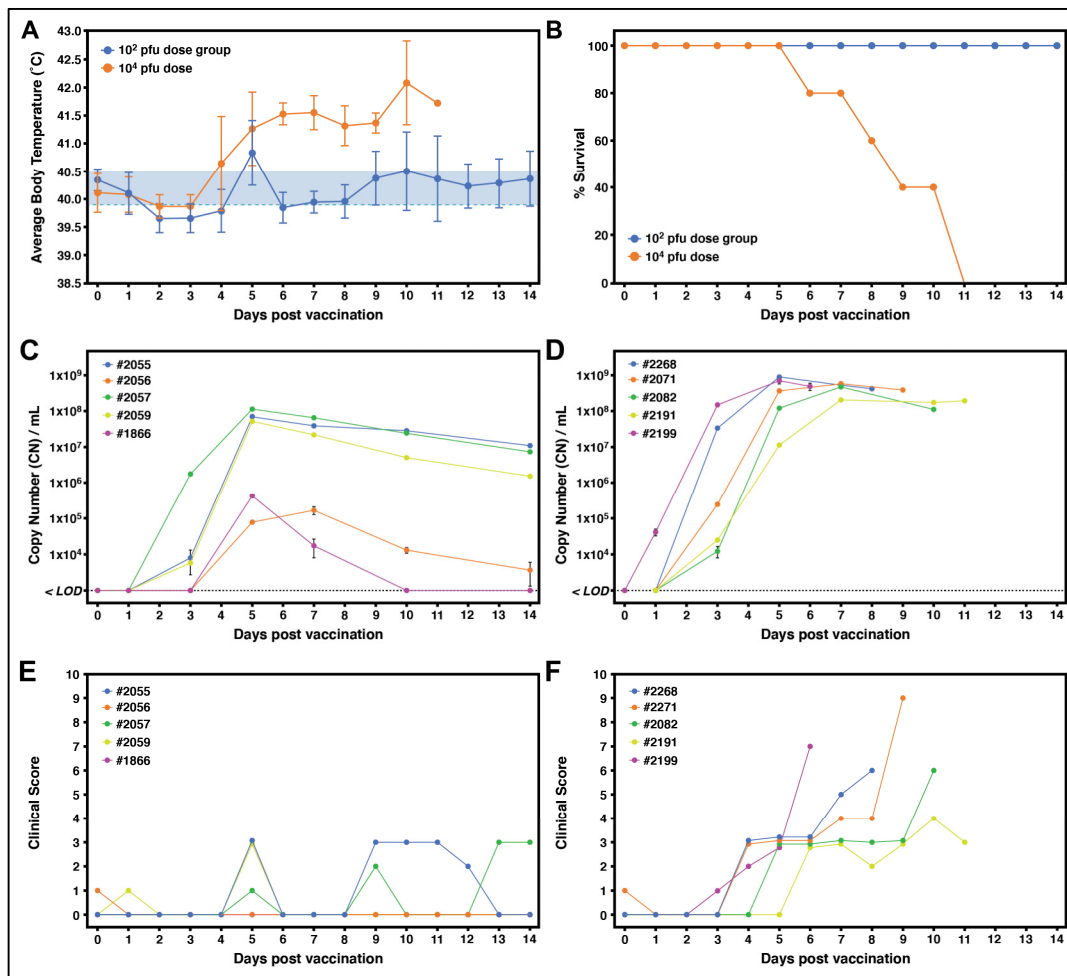 A
Average Body Temperature (°C)
43.0
42.5
42.0
41.5
41.0
40.5
40.0
39.5
39.0
38.5
10² pfu dose group
10⁴ pfu dose
0 1 2 3 4 5 6 7 8 9 10 11 12 13 14
Days post vaccination
B
% Survival
100
80
60
40
20
0
10² pfu dose group
10⁴ pfu dose
0 1 2 3 4 5 6 7 8 9 10 11 12 13 14
Days post vaccination
C
Copy Number (CN) / mL
1x10⁹
1x10⁸
1x10⁷
1x10⁶
1x10⁵
1x10⁴
< LOD
#2055
#2056
#2057
#2059
#1866
0 1 2 3 4 5 6 7 8 9 10 11 12 13 14
Days post vaccination
D
Copy Number (CN) / mL
1x10⁹
1x10⁸
1x10⁷
1x10⁶
1x10⁵
1x10⁴
< LOD
#2268
#2071
#2082
#2191
#2199
0 1 2 3 4 5 6 7 8 9 10 11 12 13 14
Days post vaccination
E
Clinical Score
10
9
8
7
6
5
4
3
2
1
0
#2055
#2056
#2057
#2059
#1866
0 1 2 3 4 5 6 7 8 9 10 11 12 13 14
Days post vaccination
F
Clinical Score
10
9
8
7
6
5
4
3
2
1
0
#2268
#2271
#2082
#2191
#2199
0 1 2 3 4 5 6 7 8 9 10 11 12 13 14
Days post vaccination